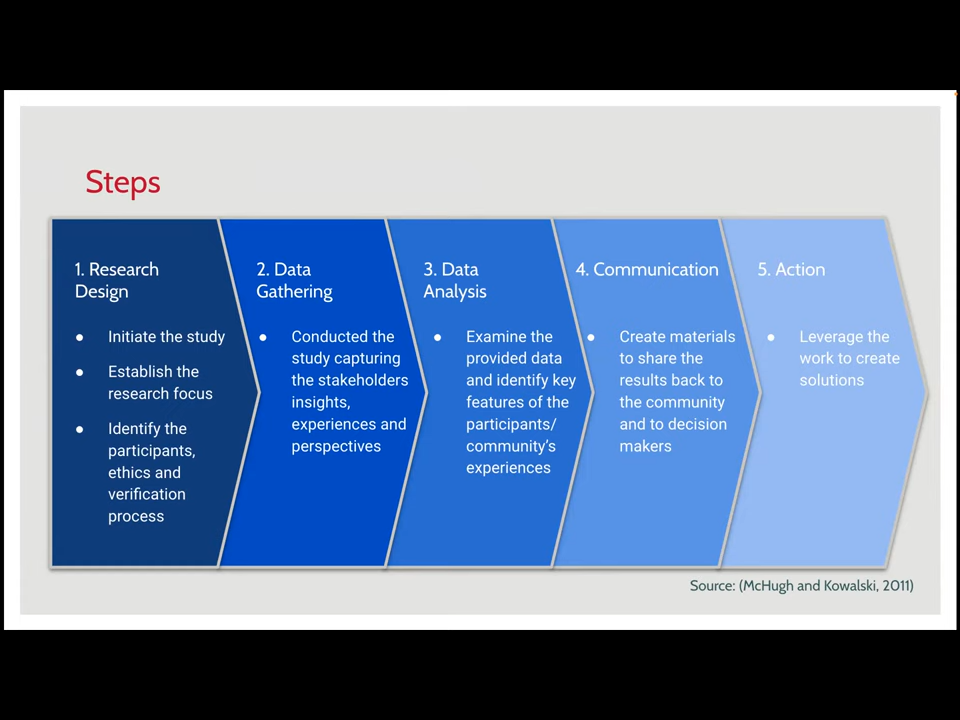 Steps
1. Research
Design
● Initiate the study
● Establish the
research focus
● Identify the
participants,
ethics and
verification
process
2. Data
Gathering
● Conducted the
study capturing
the stakeholders
insights,
experiences and
perspectives
3. Data
Analysis
● Examine the
provided data
and identify key
features of the
participants/
community's
experiences
4. Communication
● Create materials
to share the
results back to
the community
and to decision
makers
5. Action
● Leverage the
work to create
solutions
Source: (McHugh and Kowalski, 2011)